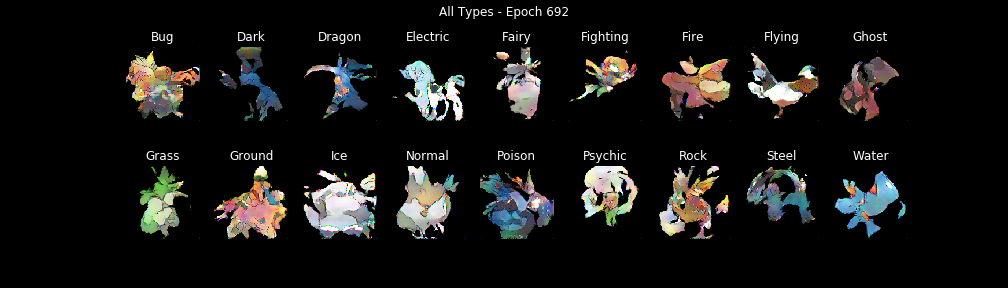 All Types - Epoch 692
Bug Dark Dragon Electric Fairy Fighting Fire Flying Ghost
Grass Ground Ice Normal Poison Psychic Rock Steel Water